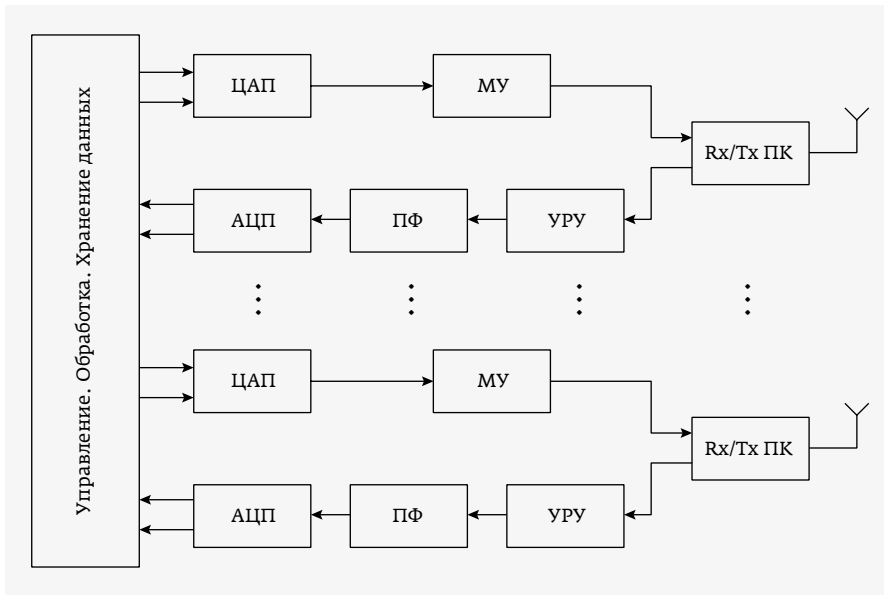 Управление. Обработка. Хранение данных
ЦАП
МУ
Rx/Tx ПК
АЦП
ПФ
УРУ
ЦАП
МУ
Rx/Tx ПК
АЦП
ПФ
УРУ